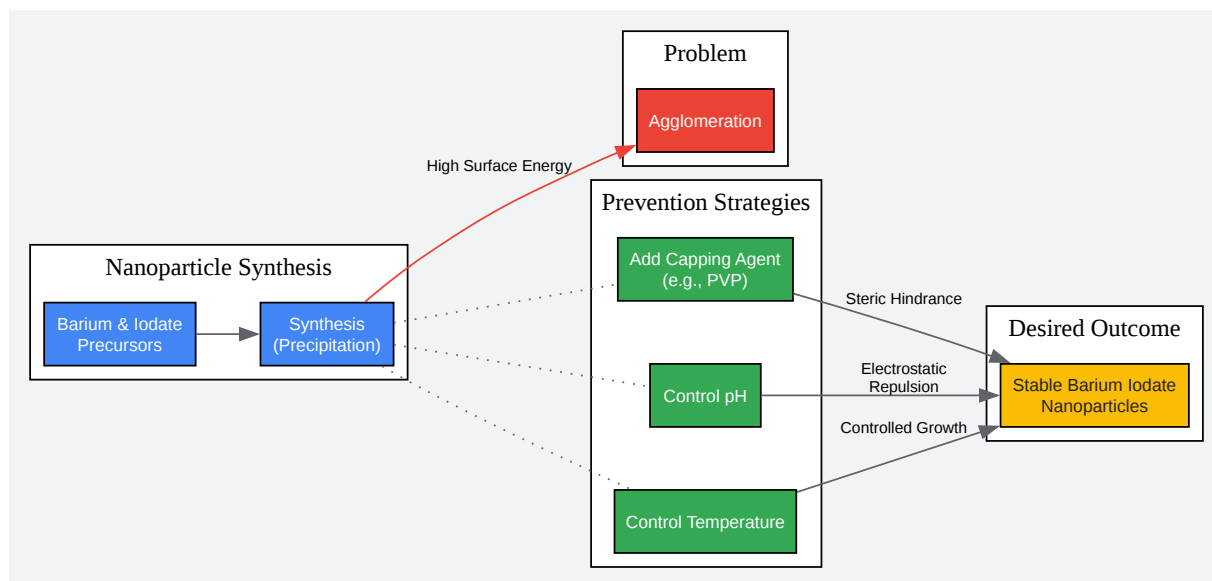 Problem
Agglomeration
High Surface Energy
Prevention Strategies
Nanoparticle Synthesis
Barium & Iodate
Precursors
Synthesis
(Precipitation)
Add Capping Agent
(e.g., PVP)
Control pH
Control Temperature
Steric Hindrance
Electrostatic
Repulsion
Controlled Growth
Desired Outcome
Stable Barium Iodate
Nanoparticles